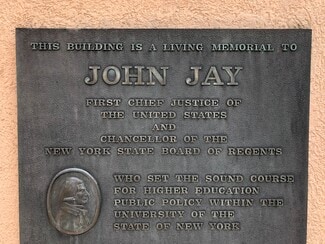 THIS BUILDING IS A LIVING MEMORIAL TO
JOHN JAY
FIRST CHIEF JUSTICE OF
THE UNITED STATES
AND
CHANCELLOR OF THE
NEW YORK STATE BOARD OF REGENTS
WHO SET THE SOUND COURSE
FOR HIGHER EDUCATION
PUBLIC POLICY WITHIN THE
UNIVERSITY OF THE
STATE OF NEW YORK